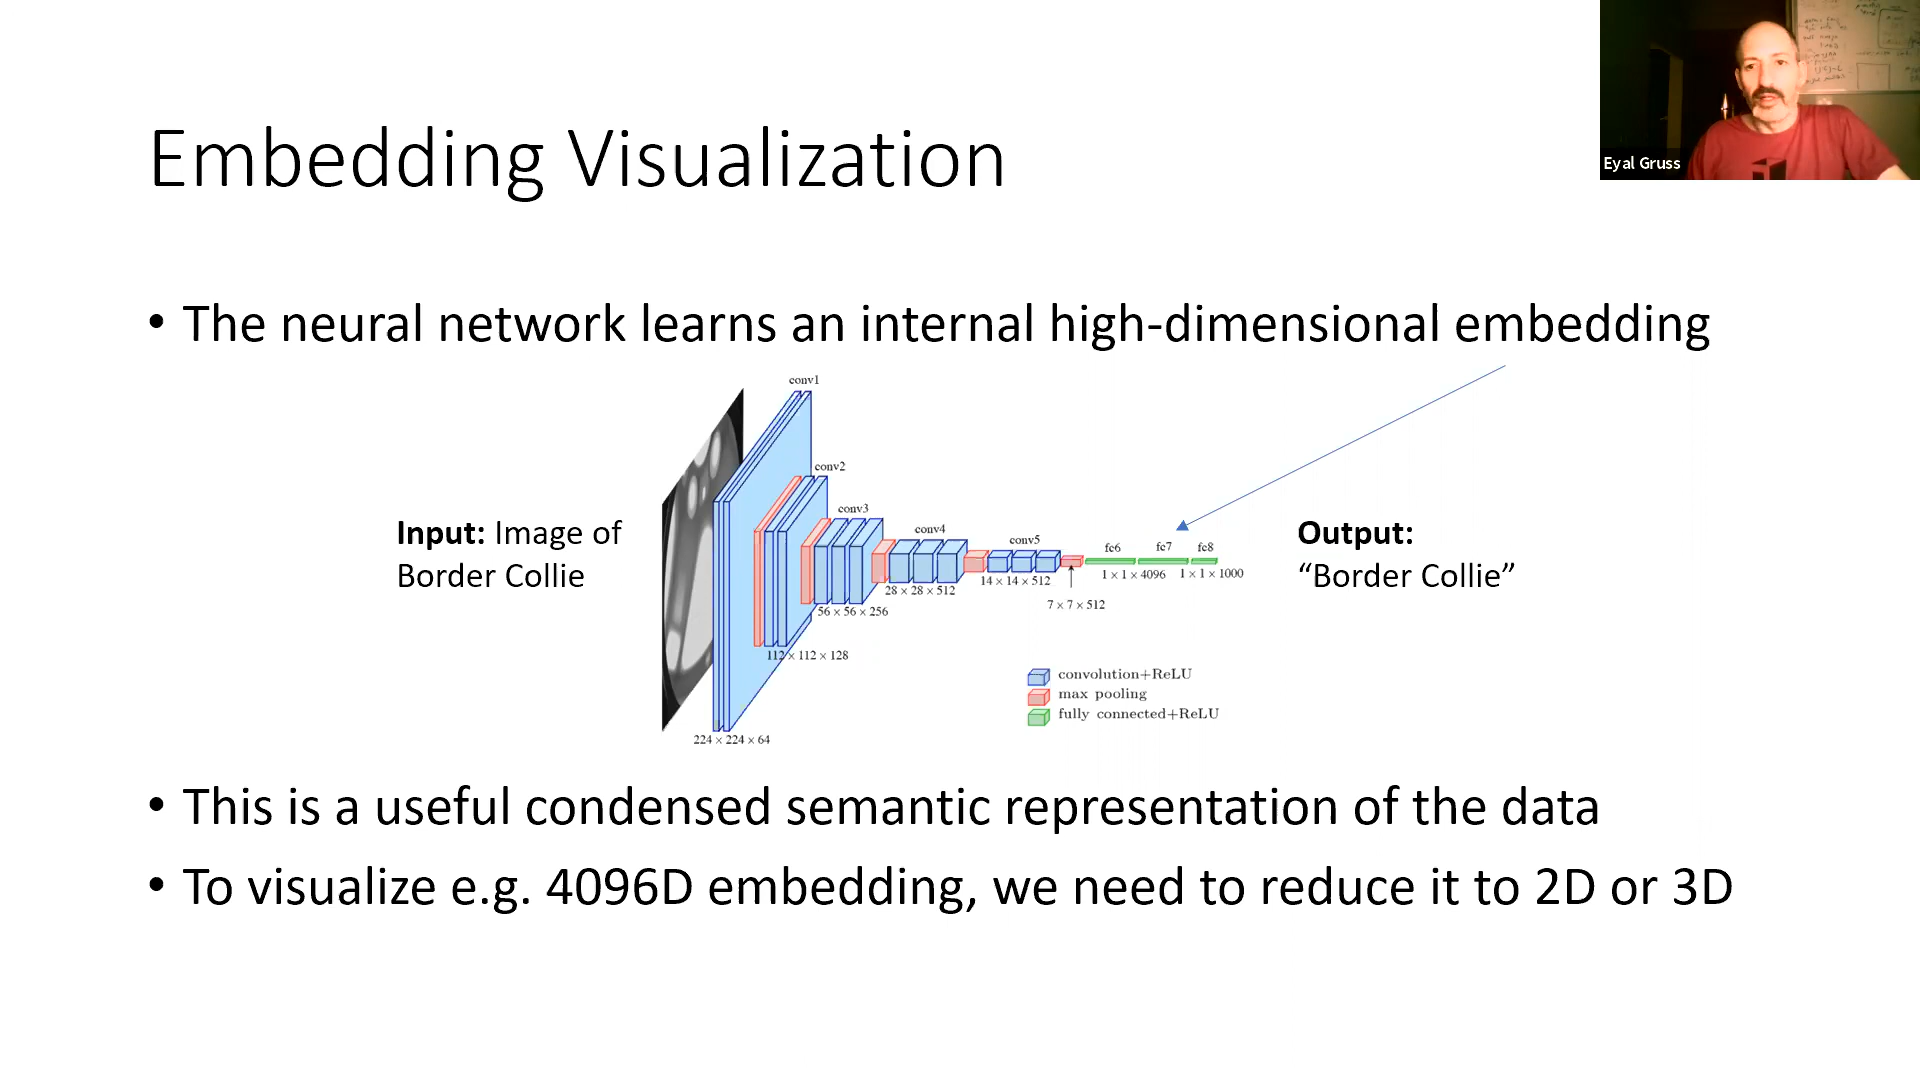 Embedding Visualization
Eyal Gruss
• The neural network learns an internal high-dimensional embedding
conv1
conv2
conv3
conv4
conv5
fc6
fc7
fc8
1 × 1 × 4096
1 × 1 × 1000
14 × 14 × 512
28 × 28 × 512
7 × 7 × 512
56 × 56 × 256
112 × 112 × 128
224 × 224 × 64
Input: Image of
Border Collie
Output:
“Border Collie”
convolution+ReLU
max pooling
fully connected+ReLU
• This is a useful condensed semantic representation of the data
• To visualize e.g. 4096D embedding, we need to reduce it to 2D or 3D